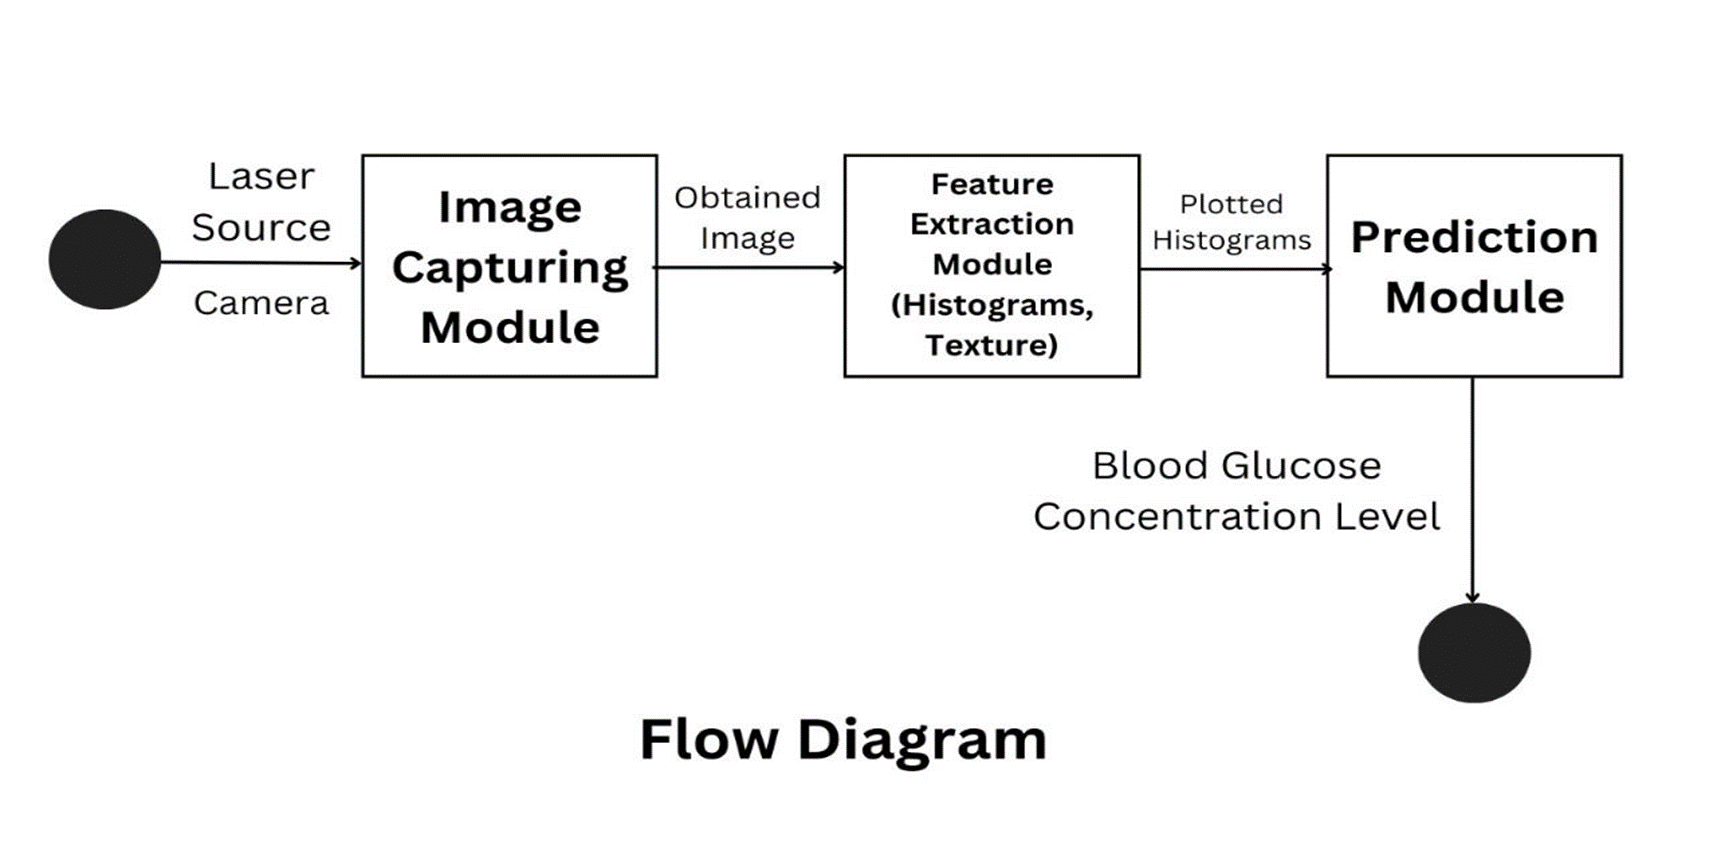 Laser
Source
Camera
Image
Capturing
Module
Obtained
Image
Feature
Extraction
Module
(Histograms,
Texture)
Plotted
Histograms
Prediction
Module
Blood Glucose
Concentration Level
Flow Diagram